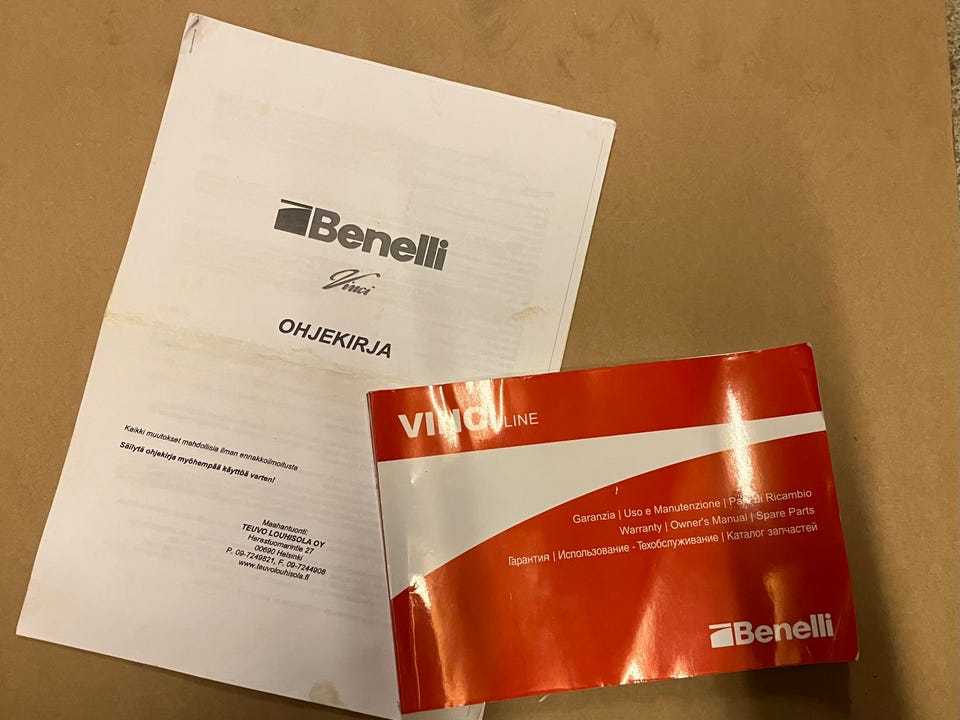 Benelli
Vinci
OHJEKIRJA
Kaikki muutokset mahdollisia ilman ennakkoilmoitusta
Säilytä ohjekirja myöhempää käyttöä varten!
Maahantuonti:
TEUVO LOUHISOLA OY
Herastuomarintie 27
00690 Helsinki
P. 09-7249821, F. 09-7244908
www.teuvolouhisola.fi
VINCI LINE
Garanzia | Uso e Manutenzione | Parti di Ricambio
Warranty | Owner's Manual | Spare Parts
Гарантия | Использование - Техобслуживание | Каталог запчастей
Benelli